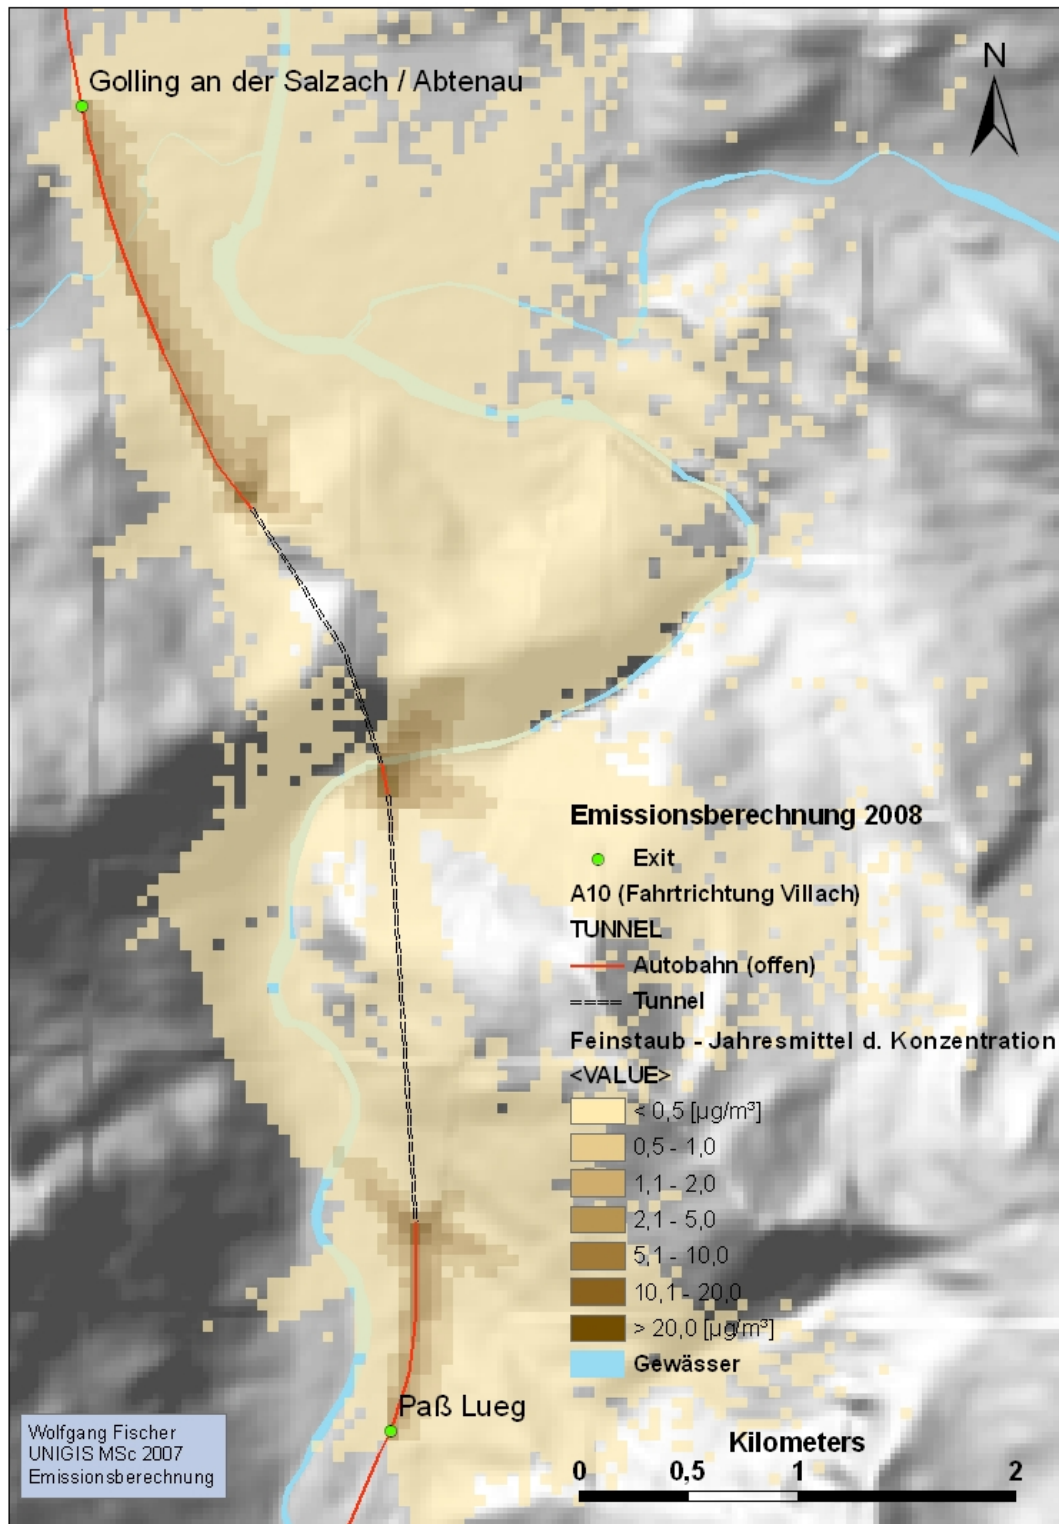 Golling an der Salzach / Abtenau
N
Emissionsberechnung 2008
Exit
A10 (Fahrtrichtung Villach)
TUNNEL
Autobahn (offen)
Tunnel
Feinstaub - Jahresmittel d. Konzentration
<VALUE>
< 0,5 [µg/m³]
0,5 - 1,0
1,1 - 2,0
2,1 - 5,0
5,1 - 10,0
10,1 - 20,0
> 20,0 [µg/m³]
Gewässer
Paß Lueg
Wolfgang Fischer
UNIGIS MSc 2007
Emissionsberechnung
Kilometers
0 0,5 1 2